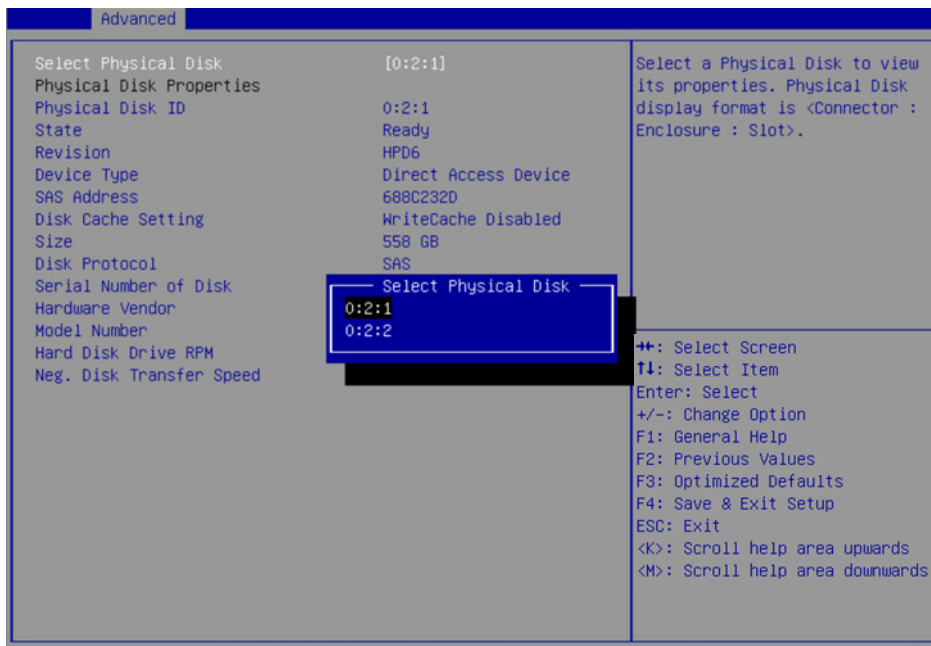 Advanced
Select Physical Disk [0:2:1]
Physical Disk Properties
Physical Disk ID 0:2:1
State Ready
Revision HPD6
Device Type Direct Access Device
SAS Address 688C232D
Disk Cache Setting WriteCache Disabled
Size 558 GB
Disk Protocol SAS
Serial Number of Disk
Hardware Vendor
Model Number
Hard Disk Drive RPM
Neg. Disk Transfer Speed
Select Physical Disk
0:2:1
0:2:2
Select a Physical Disk to view
its properties. Physical Disk
display format is <Connector :
Enclosure : Slot>.
→←: Select Screen
↑↓: Select Item
Enter: Select
+/-: Change Option
F1: General Help
F2: Previous Values
F3: Optimized Defaults
F4: Save & Exit Setup
ESC: Exit
<K>: Scroll help area upwards
<M>: Scroll help area downwards